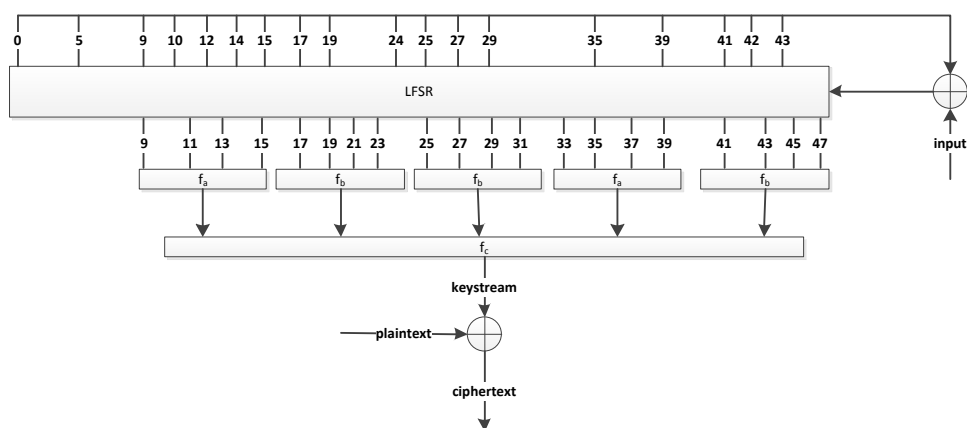 0 5 9 10 12 14 15 17 19 24 25 27 29 35 39 41 42 43
LFSR
9 11 13 15 17 19 21 23 25 27 29 31 33 35 37 39 41 43 45 47
input
fa fb fb fa fb
fc
keystream
plaintext
ciphertext